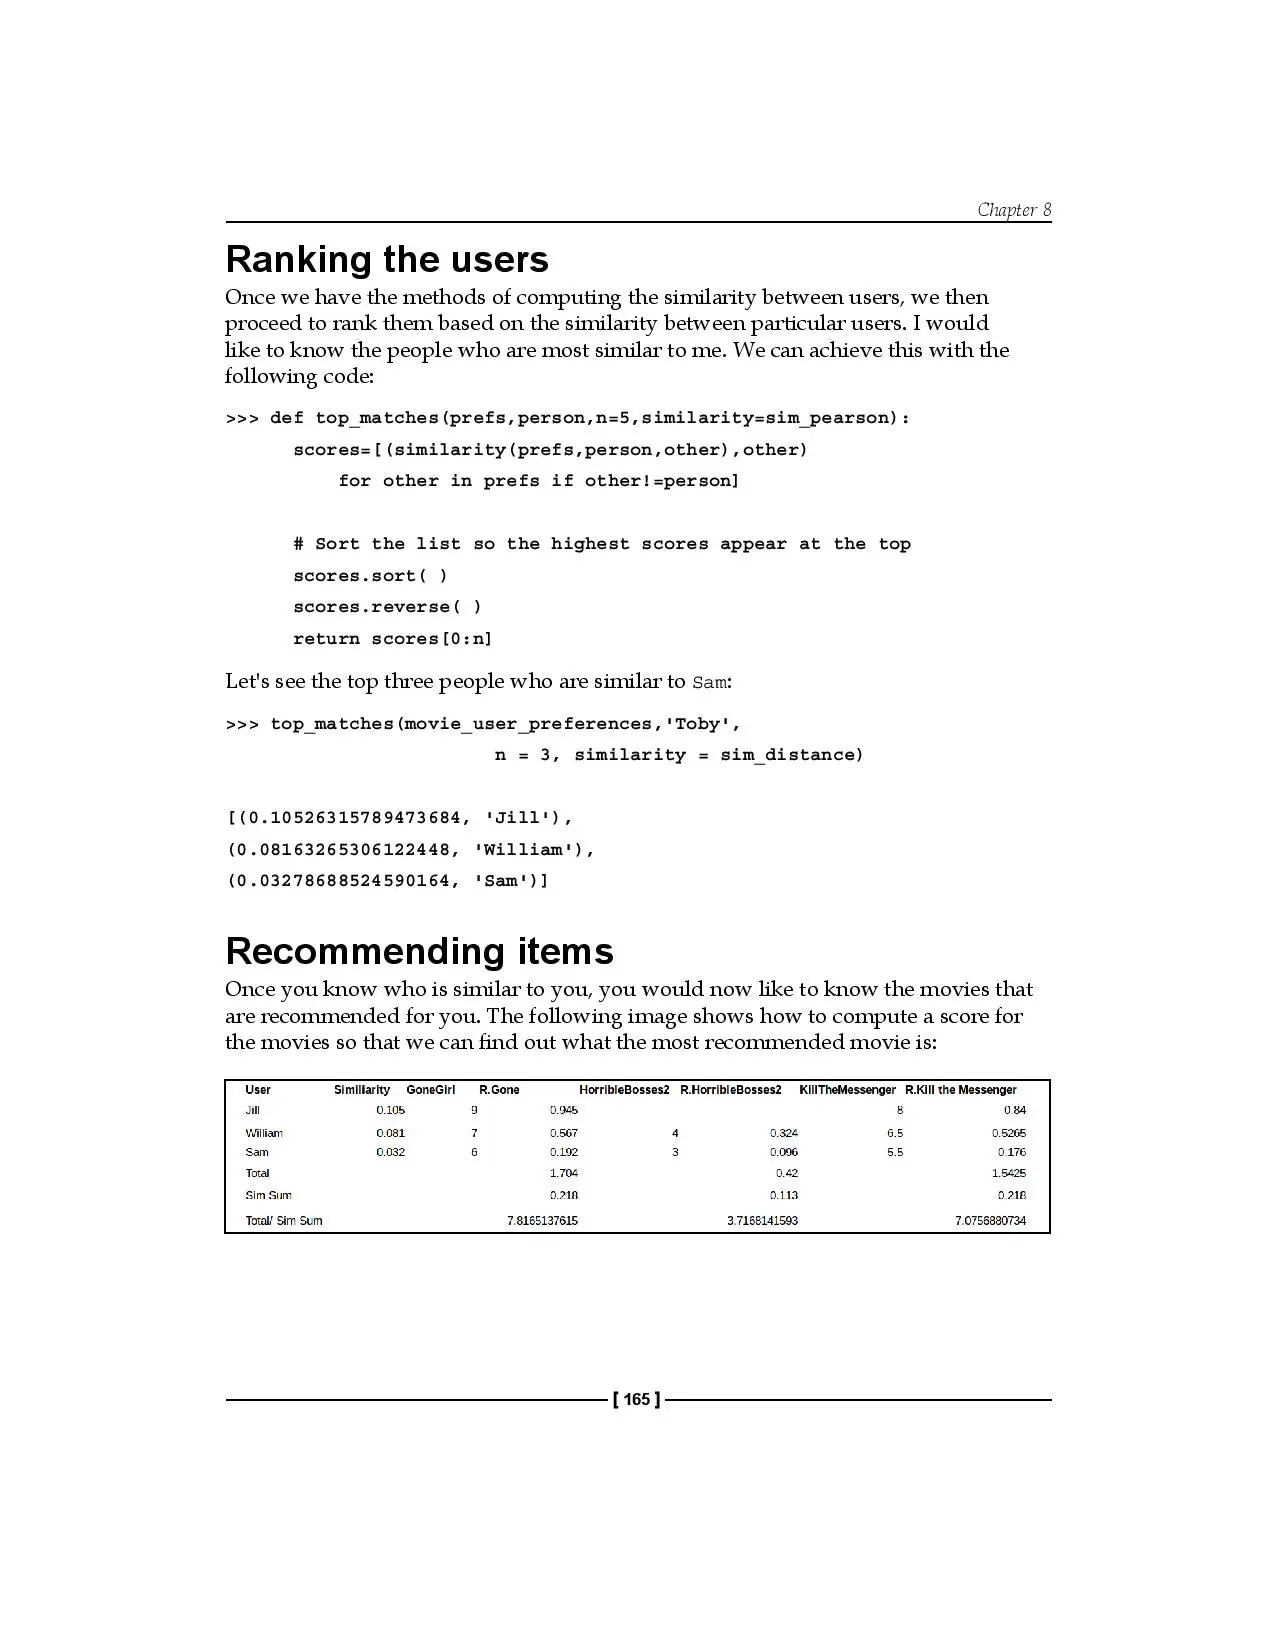 Chapter 8
Ranking the users
Once we have the methods of computing the similarity between users, we then
proceed to rank them based on the similarity between particular users. I would
like to know the people who are most similar to me. We can achieve this with the
following code:
>>> def top_matches(prefs,person,n=5,similarity=sim_pearson):
scores=[(similarity(prefs,person,other),other)
for other in prefs if other!=person]
# Sort the list so the highest scores appear at the top
scores.sort( )
scores.reverse( )
return scores[0:n]
Let's see the top three people who are similar to Sam:
>>> top_matches(movie_user_preferences,'Toby',
n = 3, similarity = sim_distance)
[(0.10526315789473684, 'Jill'),
(0.08163265306122448, 'William'),
(0.03278688524590164, 'Sam')]
Recommending items
Once you know who is similar to you, you would now like to know the movies that
are recommended for you. The following image shows how to compute a score for
the movies so that we can find out what the most recommended movie is:
User Similiarity GoneGirl R.Gone HorribleBosses2 R.HorribleBosses2 KillTheMessenger R.Kill the Messenger
Jill 0.105 9 0.945 8 0.84
William 0.081 7 0.567 4 0.324 6.5 0.5265
Sam 0.032 6 0.192 3 0.096 5.5 0.176
Total 1.704 0.42 1.5425
Sim Sum 0.218 0.113 0.218
Total/ Sim Sum 7.8165137615 3.7168141593 7.0756880734
[ 165 ]